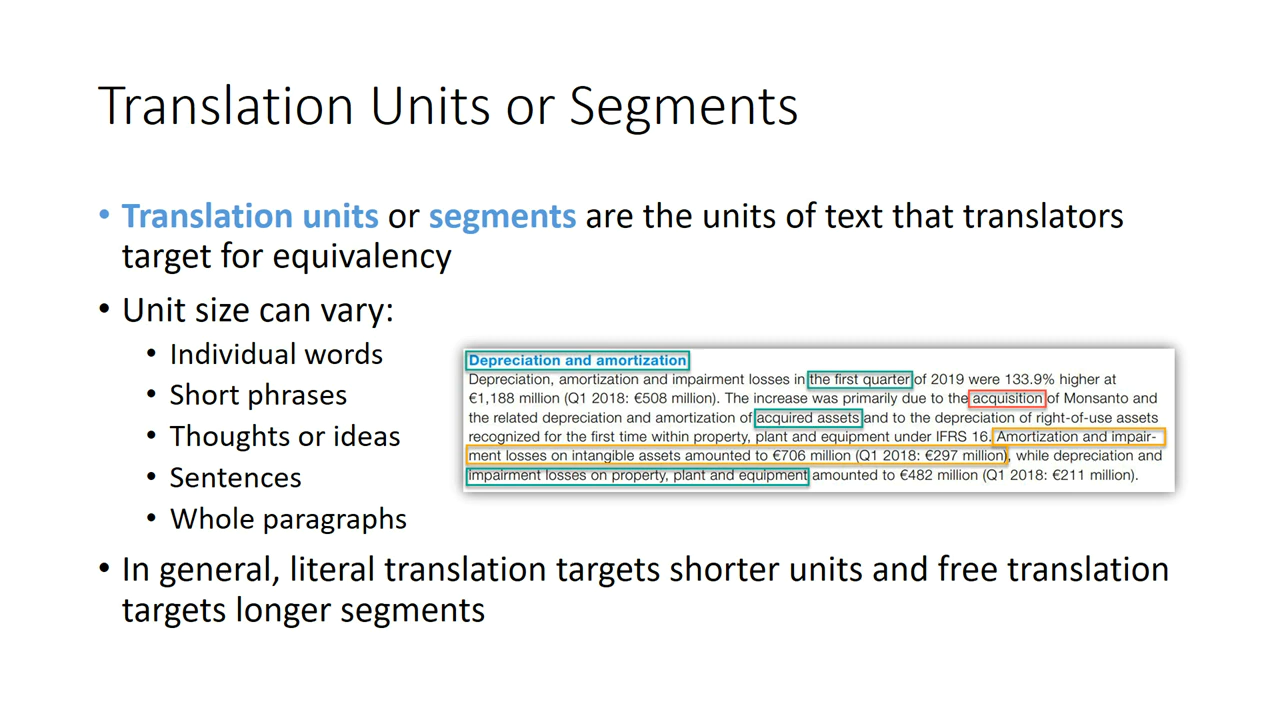 Translation Units or Segments
• Translation units or segments are the units of text that translators
target for equivalency
• Unit size can vary:
• Individual words
• Short phrases
• Thoughts or ideas
• Sentences
• Whole paragraphs
Depreciation and amortization
Depreciation, amortization and impairment losses in the first quarter of 2019 were 133.9% higher at
€1,188 million (Q1 2018: €508 million). The increase was primarily due to the acquisition of Monsanto and
the related depreciation and amortization of acquired assets and to the depreciation of right-of-use assets
recognized for the first time within property, plant and equipment under IFRS 16. Amortization and impair-
ment losses on intangible assets amounted to €706 million (Q1 2018: €297 million), while depreciation and
impairment losses on property, plant and equipment amounted to €482 million (Q1 2018: €211 million).
• In general, literal translation targets shorter units and free translation
targets longer segments